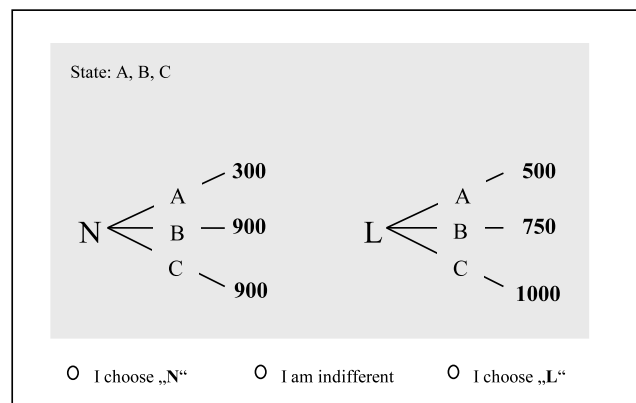 State: A, B, C
N
A 300
B 900
C 900
L
A 500
B 750
C 1000
I choose „N“
I am indifferent
I choose „L“